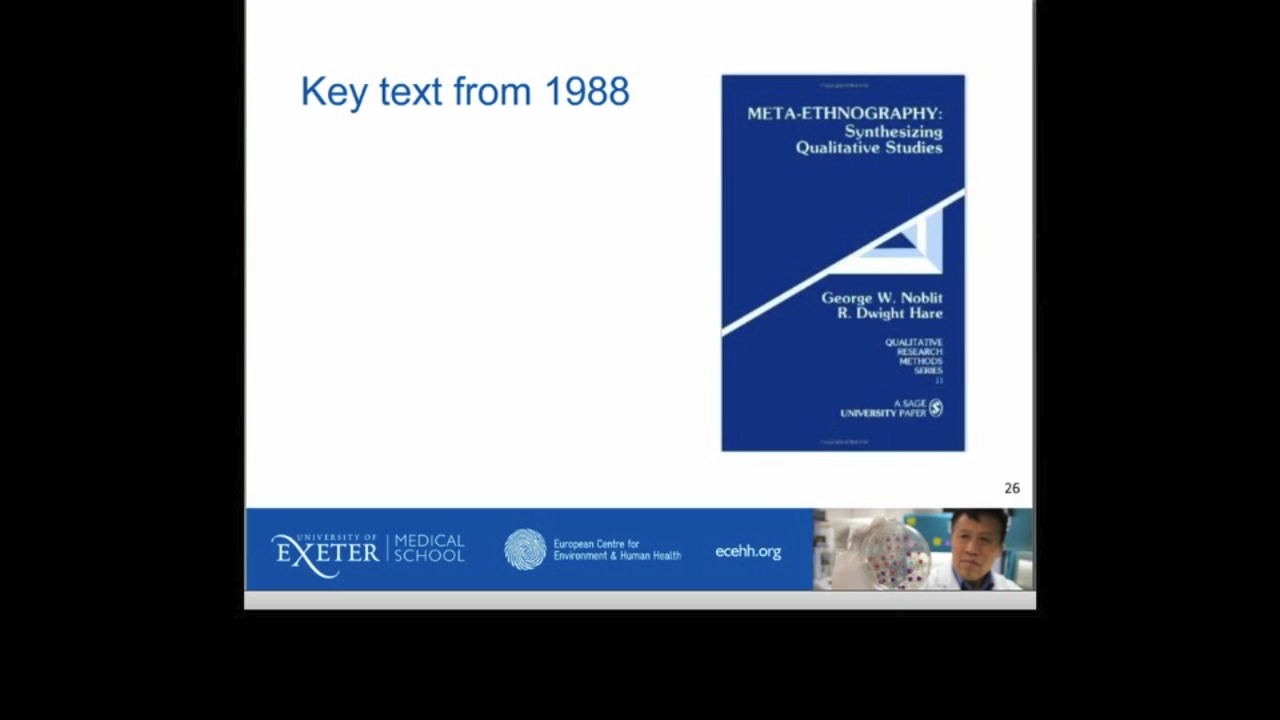 Key text from 1988
META-ETHNOGRAPHY:
Synthesizing
Qualitative Studies
George W. Noblit
R. Dwight Hare
QUALITATIVE
RESEARCH
METHODS
SERIES
11
A SAGE
UNIVERSITY PAPER
26
UNIVERSITY OF
EXETER
MEDICAL
SCHOOL
European Centre for
Environment & Human Health
ecehh.org